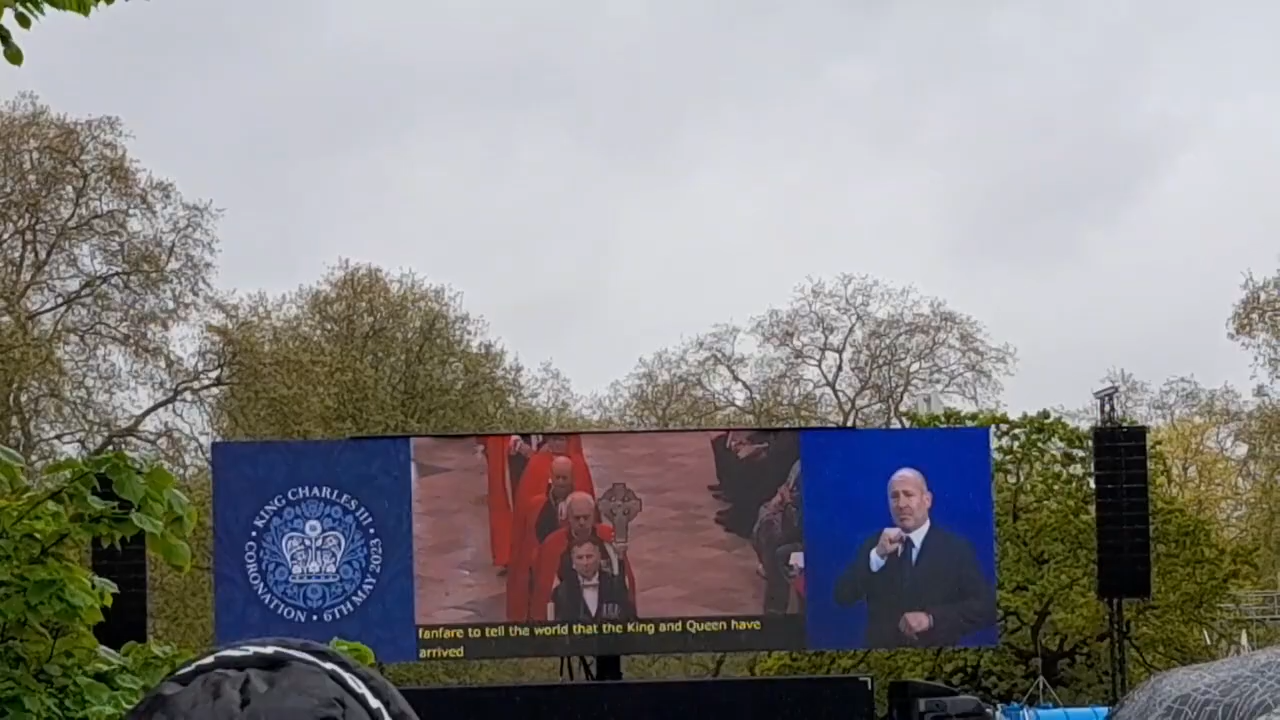 KING CHARLES III
CORONATION • 6TH MAY 2023
fanfare to tell the world that the King and Queen have
arrived